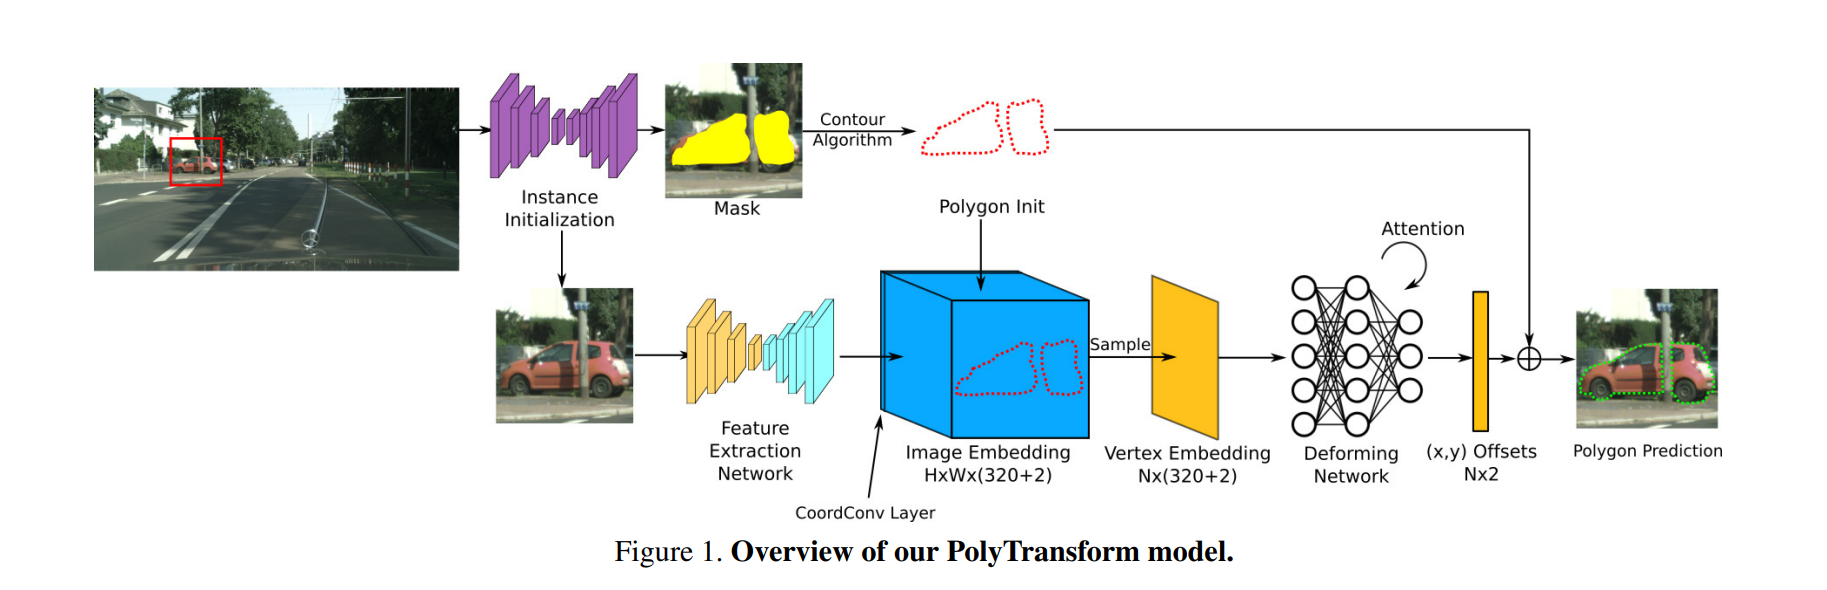 Contour
Algorithm
Instance
Initialization
Mask
Polygon Init
Attention
Sample
Feature
Extraction
Network
Image Embedding
HxWx(320+2)
Vertex Embedding
Nx(320+2)
Deforming
Network
(x,y) Offsets
Nx2
Polygon Prediction
CoordConv Layer
Figure 1. Overview of our PolyTransform model.